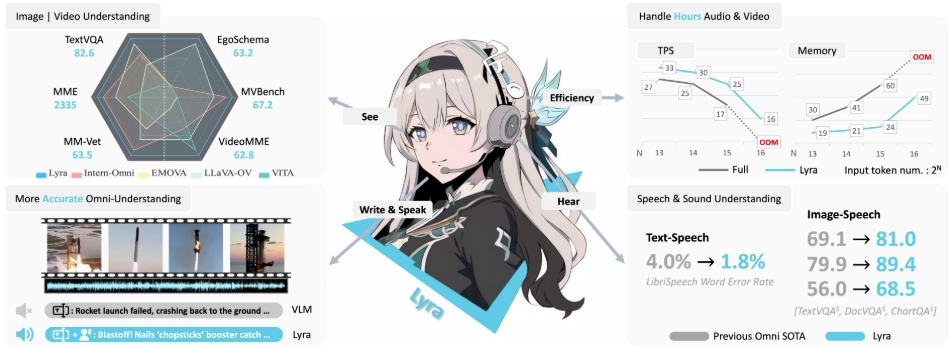 Image | Video Understanding
TextVQA
82.6
EgoSchema
63.2
MME
2335
MVBench
67.2
MM-Vet
63.5
VideoMME
62.8
Lyra Intern-Omni EMOVA LLaVA-OV VITA
More Accurate Omni-Understanding
T : Rocket launch failed, crashing back to the ground ... VLM
T + : Blastoff! Nails 'chopsticks' booster catch ... Lyra
See
Write & Speak
Efficiency
Hear
Lyra
Handle Hours Audio & Video
TPS
33
30
27
25
25
17
16
OOM
N 13 14 15 16
Memory
OOM
60
49
41
30
19
21
24
N 13 14 15 16
Full Lyra Input token num. : 2ᴺ
Speech & Sound Understanding
Text-Speech
4.0% → 1.8%
LibriSpeech Word Error Rate
Image-Speech
69.1 → 81.0
79.9 → 89.4
56.0 → 68.5
[TextVQAˢ, DocVQAˢ, ChartQAˢ]
Previous Omni SOTA Lyra